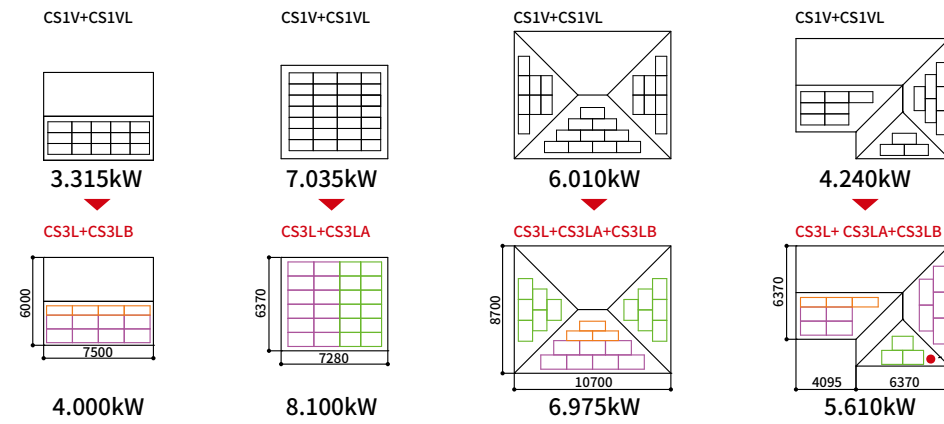 CS1V+CS1VL
CS1V+CS1VL
CS1V+CS1VL
CS1V+CS1VL
3.315kW
7.035kW
6.010kW
4.240kW
CS3L+CS3LB
CS3L+CS3LA
CS3L+CS3LA+CS3LB
CS3L+ CS3LA+CS3LB
6000
7500
6370
7280
8700
10700
6370
4095
6370
4.000kW
8.100kW
6.975kW
5.610kW